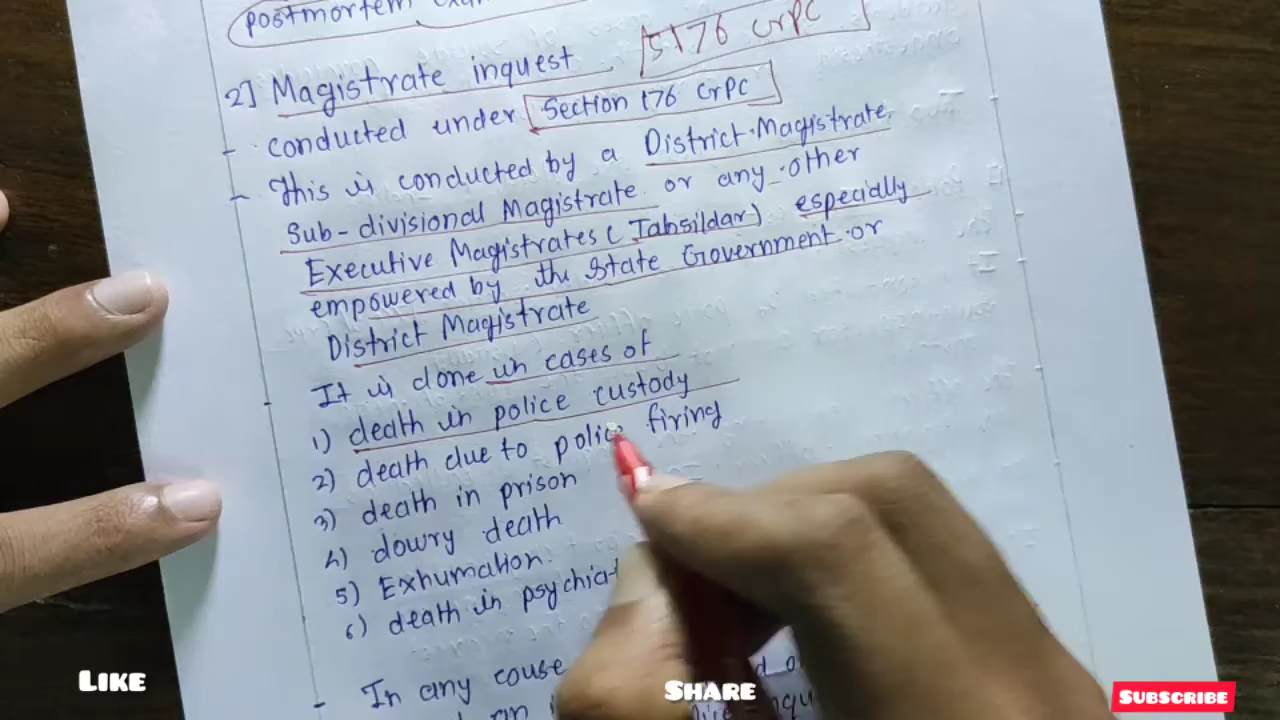 postmortem
S176 CrPC
2] Magistrate inquest
- conducted under Section 176 CrPC
- This is conducted by a District Magistrate
Sub-divisional Magistrate or any other
Executive Magistrates (Tahsildar) especially
empowered by the State Government or
District Magistrate
It is done in cases of
1) death in police custody
2) death due to police firing
3) death in prison
4) dowry death
5) Exhumation.
6) death in
- In any couse
LIKE
SHARE
SUBSCRIBE